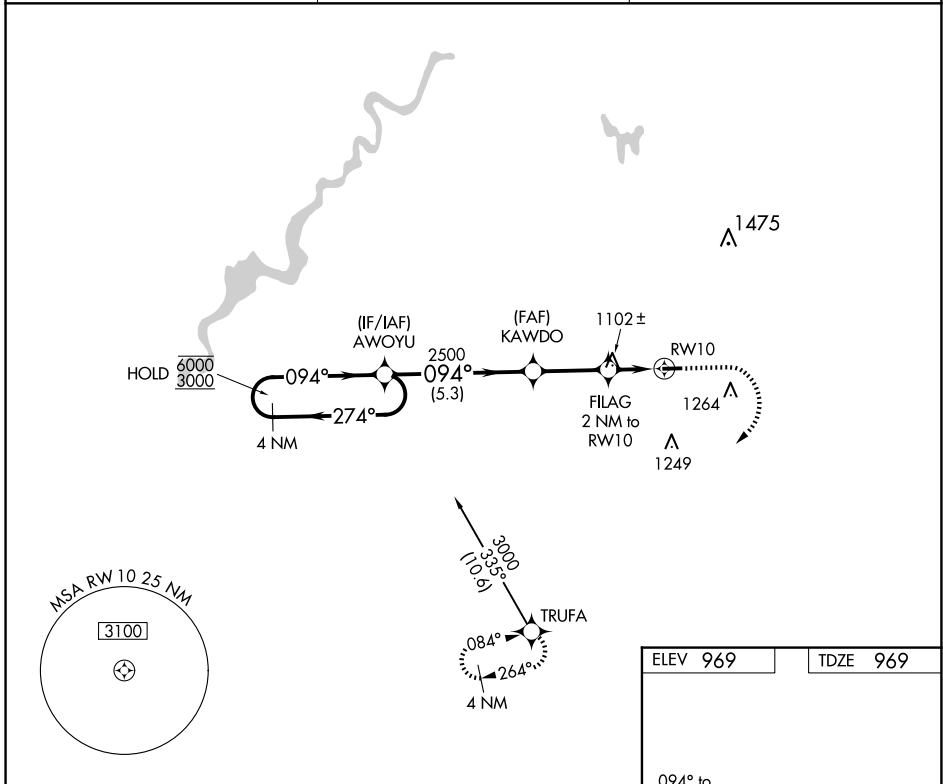 1475
(IF/IAF)
AWOYU
(FAF)
KAWDO
1102±
RW10
HOLD 6000
3000
094°
2500
094°
(5.3)
274°
4 NM
FILAG
2 NM to
RW10
1264
1249
3000
335°
(10.6)
TRUFA
084°
264°
4 NM
MSA RW 10 25 NM
3100
ELEV 969
TDZE 969
094° to